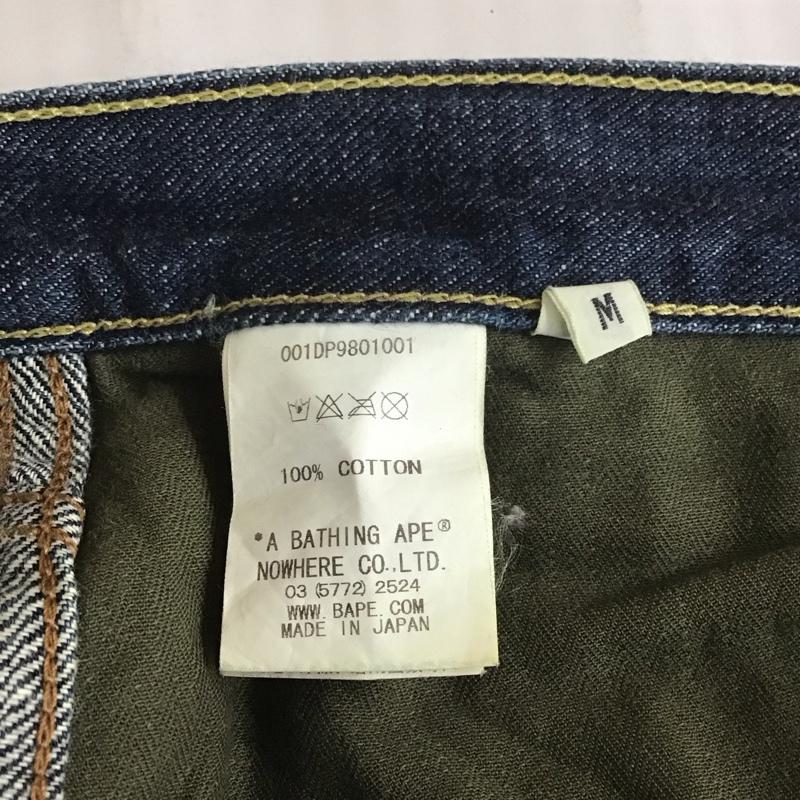 M
001DP9801001
100% COTTON
*A BATHING APE®
NOWHERE CO.,LTD.
03 (5772) 2524
WWW. BAPE. COM
MADE IN JAPAN